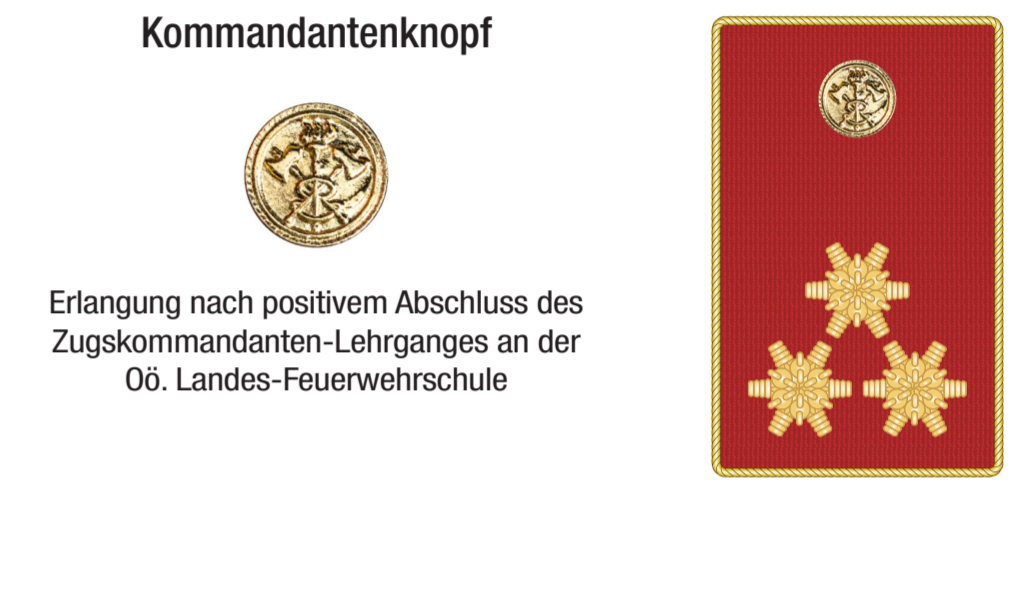 Kommandantenknopf
Erlangung nach positivem Abschluss des
Zugskommandanten-Lehrganges an der
Oö. Landes-Feuerwehrschule